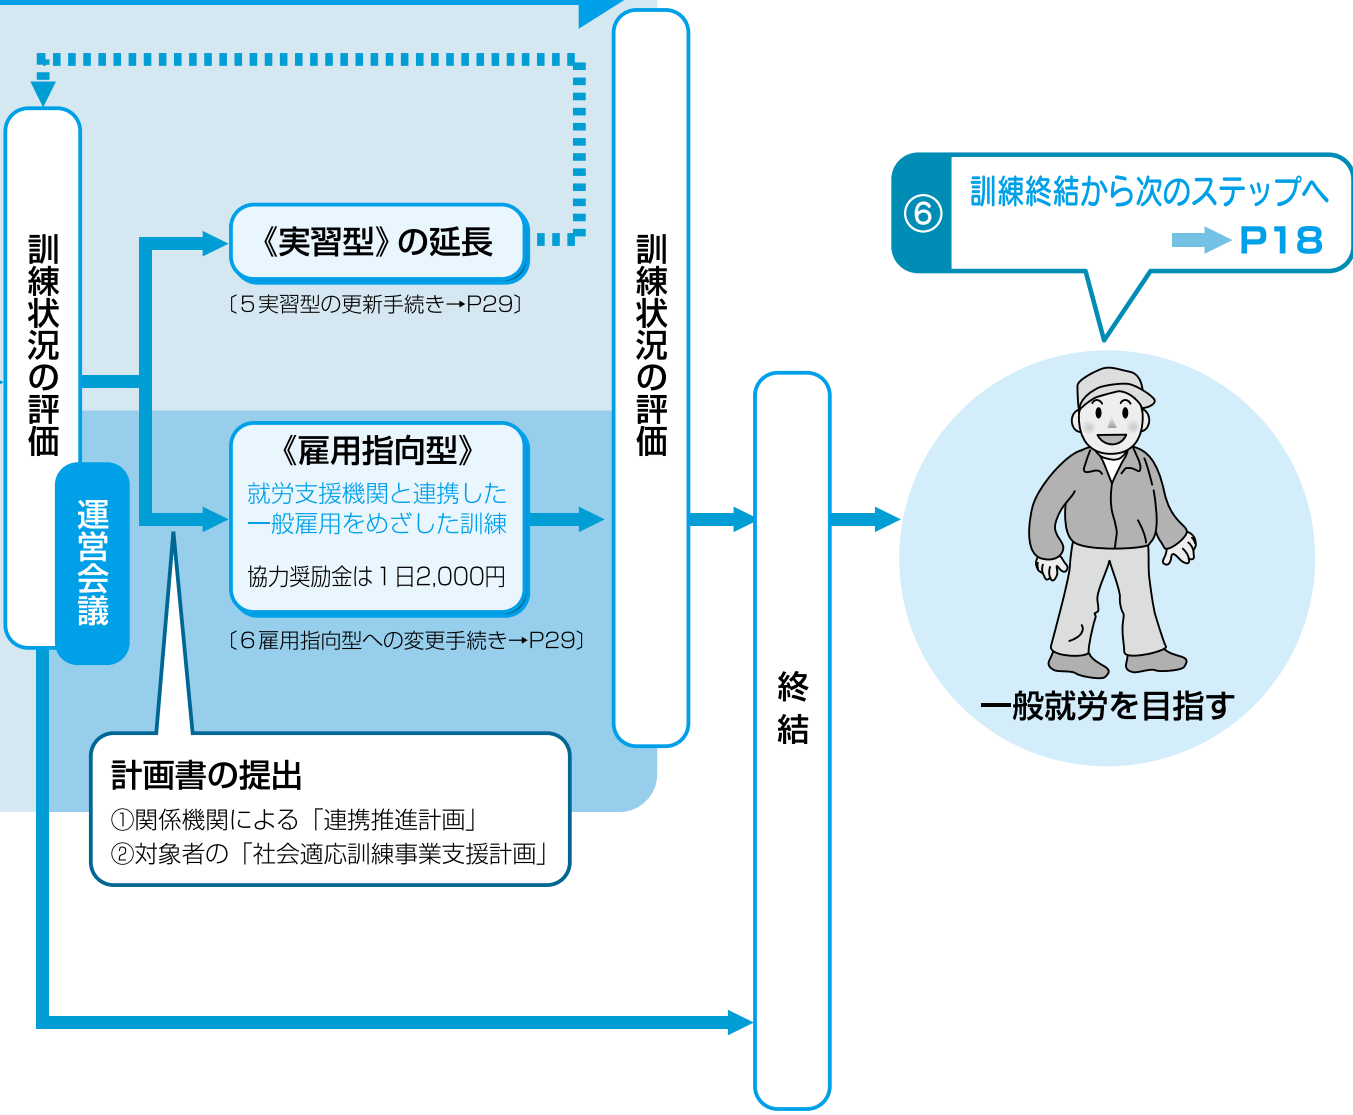 訓練状況の評価
運営会議
《実習型》の延長
〔5実習型の更新手続き→P29〕
《雇用指向型》
就労支援機関と連携した
一般雇用をめざした訓練
協力奨励金は1日2,000円
〔6雇用指向型への変更手続き→P29〕
計画書の提出
①関係機関による「連携推進計画」
②対象者の「社会適応訓練事業支援計画」
訓練状況の評価
終結
⑥
訓練終結から次のステップへ
P18
一般就労を目指す